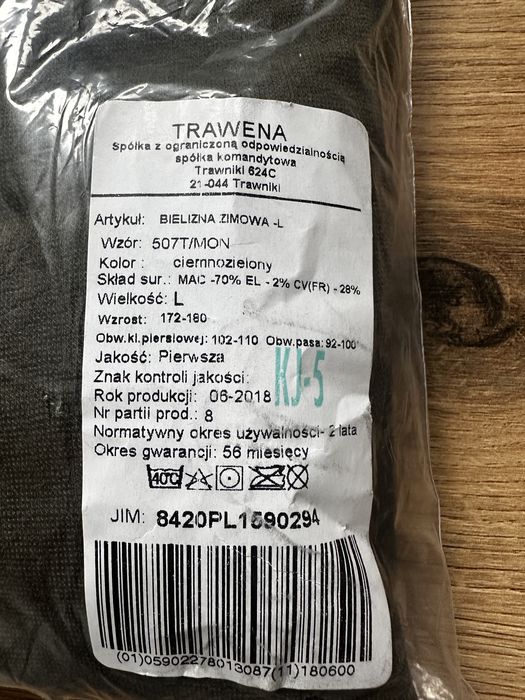 TRAWENA
Spółka z ograniczoną odpowiedzialnością
spółka komandytowa
Trawniki 624C
21-044 Trawniki
Artykuł: BIELIZNA ZIMOWA -L
Wzór: 507T/MON
Kolor : ciemnozielony
Skład sur.: MAC -70% EL - 2% CV(FR) - 28%
Wielkość: L
Wzrost: 172-180
Obw.kl.piersiowej: 102-110 Obw.pasa: 92-100
Jakość: Pierwsza
Znak kontroli jakości: KJ-5
Rok produkcji: 06-2018
Nr partii prod.: 8
Normatywny okres używalności- 2 lata
Okres gwarancji: 56 miesięcy
40°C
JIM: 8420PL1590294
(01)05902278013087(11)180600